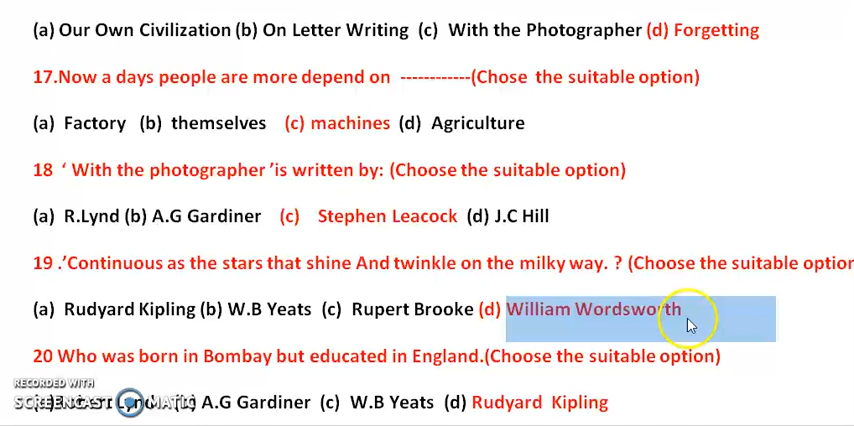 (a) Our Own Civilization (b) On Letter Writing (c) With the Photographer (d) Forgetting
17.Now a days people are more depend on ------------(Chose the suitable option)
(a) Factory (b) themselves (c) machines (d) Agriculture
18 ‘ With the photographer ’is written by: (Choose the suitable option)
(a) R.Lynd (b) A.G Gardiner (c) Stephen Leacock (d) J.C Hill
19 .’Continuous as the stars that shine And twinkle on the milky way. ? (Choose the suitable option
(a) Rudyard Kipling (b) W.B Yeats (c) Rupert Brooke (d) William Wordsworth
20 Who was born in Bombay but educated in England.(Choose the suitable option)
RECORDED WITH
SCREENCAST MATIC
A.G Gardiner (c) W.B Yeats (d) Rudyard Kipling